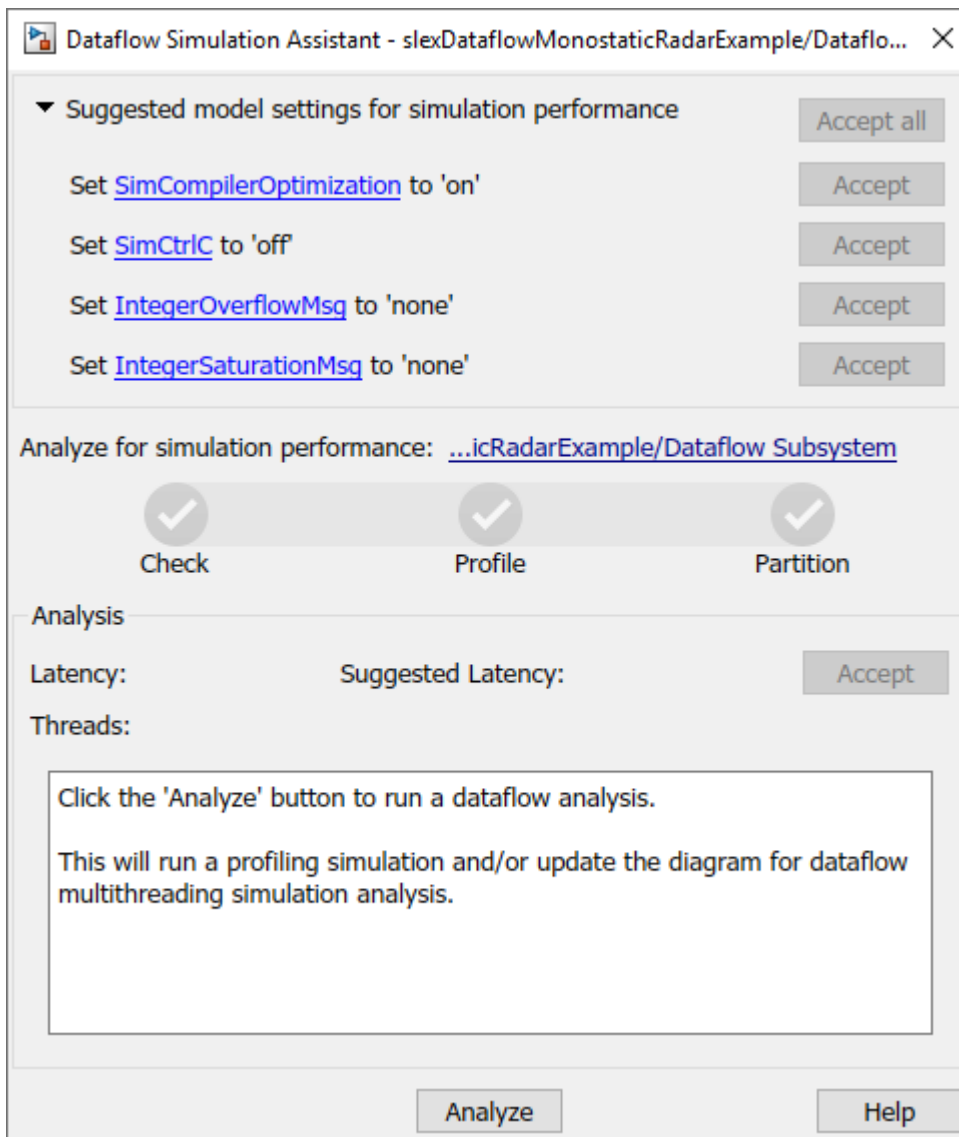 Dataflow Simulation Assistant - slexDataflowMonostaticRadarExample/Dataflo...
Suggested model settings for simulation performance
Accept all
Set SimCompilerOptimization to 'on'
Accept
Set SimCtrlC to 'off'
Accept
Set IntegerOverflowMsg to 'none'
Accept
Set IntegerSaturationMsg to 'none'
Accept
Analyze for simulation performance: ...icRadarExample/Dataflow Subsystem
Check Profile Partition
Analysis
Latency: Suggested Latency: Accept
Threads:
Click the 'Analyze' button to run a dataflow analysis.
This will run a profiling simulation and/or update the diagram for dataflow
multithreading simulation analysis.
Analyze Help